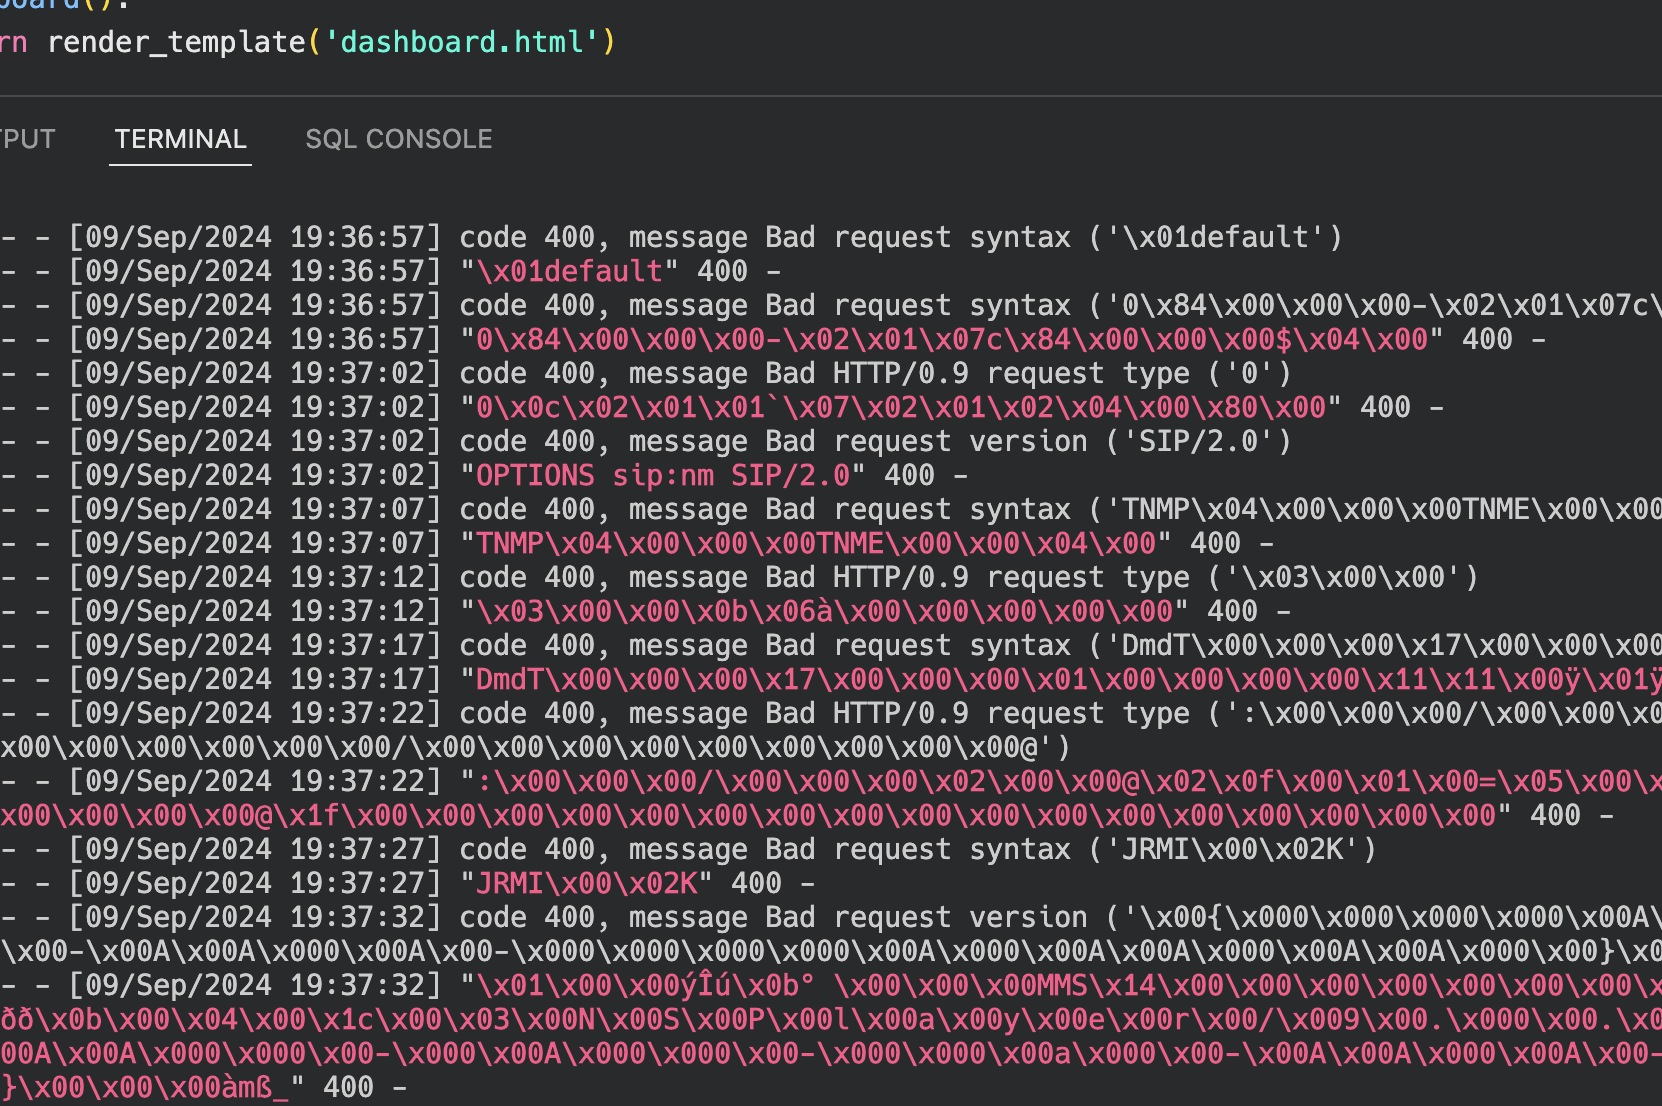 board():
rn render_template('dashboard.html')
TPUT TERMINAL SQL CONSOLE
- - [09/Sep/2024 19:36:57] code 400, message Bad request syntax ('\x01default')
- - [09/Sep/2024 19:36:57] "\x01default" 400 -
- - [09/Sep/2024 19:36:57] code 400, message Bad request syntax ('0\x84\x00\x00\x00-\x02\x01\x07c\
- - [09/Sep/2024 19:36:57] "0\x84\x00\x00\x00-\x02\x01\x07c\x84\x00\x00\x00$\x04\x00" 400 -
- - [09/Sep/2024 19:37:02] code 400, message Bad HTTP/0.9 request type ('0')
- - [09/Sep/2024 19:37:02] "0\x0c\x02\x01\x01`\x07\x02\x01\x02\x04\x00\x80\x00" 400 -
- - [09/Sep/2024 19:37:02] code 400, message Bad request version ('SIP/2.0')
- - [09/Sep/2024 19:37:02] "OPTIONS sip:nm SIP/2.0" 400 -
- - [09/Sep/2024 19:37:07] code 400, message Bad request syntax ('TNMP\x04\x00\x00\x00TNME\x00\x00
- - [09/Sep/2024 19:37:07] "TNMP\x04\x00\x00\x00TNME\x00\x00\x04\x00" 400 -
- - [09/Sep/2024 19:37:12] code 400, message Bad HTTP/0.9 request type ('\x03\x00\x00')
- - [09/Sep/2024 19:37:12] "\x03\x00\x00\x0b\x06à\x00\x00\x00\x00\x00" 400 -
- - [09/Sep/2024 19:37:17] code 400, message Bad request syntax ('DmdT\x00\x00\x00\x17\x00\x00\x00
- - [09/Sep/2024 19:37:17] "DmdT\x00\x00\x00\x17\x00\x00\x00\x01\x00\x00\x00\x00\x11\x11\x00ÿ\x01ÿ
- - [09/Sep/2024 19:37:22] code 400, message Bad HTTP/0.9 request type (':\x00\x00\x00/\x00\x00\x0
x00\x00\x00\x00\x00\x00/\x00\x00\x00\x00\x00\x00\x00\x00\x00@')
- - [09/Sep/2024 19:37:22] ":\x00\x00\x00/\x00\x00\x00\x02\x00\x00@\x02\x0f\x00\x01\x00=\x05\x00\x
x00\x00\x00\x00@\x1f\x00\x00\x00\x00\x00\x00\x00\x00\x00\x00\x00\x00\x00\x00" 400 -
- - [09/Sep/2024 19:37:27] code 400, message Bad request syntax ('JRMI\x00\x02K')
- - [09/Sep/2024 19:37:27] "JRMI\x00\x02K" 400 -
- - [09/Sep/2024 19:37:32] code 400, message Bad request version ('\x00{\x000\x000\x000\x000\x00A\
\x00-\x00A\x00A\x000\x00A\x00-\x000\x000\x000\x000\x00A\x000\x00A\x00A\x000\x00A\x00A\x000\x00}\x0
- - [09/Sep/2024 19:37:32] "\x01\x00\x00ýÎú\x0b° \x00\x00\x00MMS\x14\x00\x00\x00\x00\x00\x00\x00\x
ðð\x0b\x00\x04\x00\x1c\x00\x03\x00N\x00S\x00P\x00l\x00a\x00y\x00e\x00r\x00/\x009\x00.\x000\x00.\x0
00A\x00A\x000\x000\x00-\x000\x00A\x000\x000\x00-\x000\x000\x00a\x000\x00-\x00A\x00A\x000\x00A\x00-
}\x00\x00\x00àmß_" 400 -